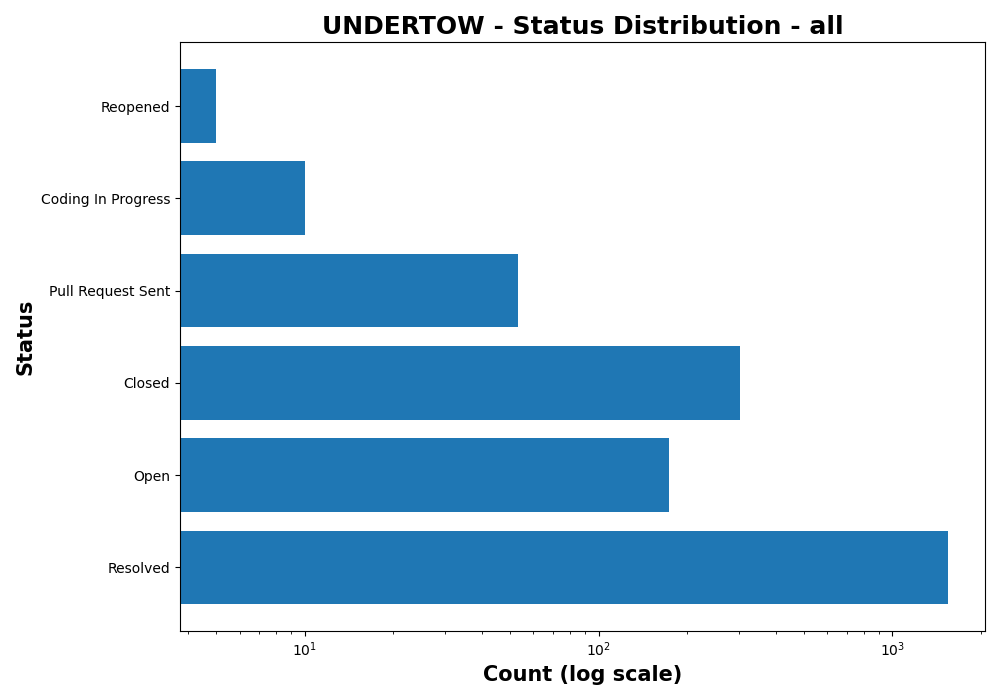 UNDERTOW - Status Distribution - all
Reopened
Coding In Progress
Pull Request Sent
Closed
Open
Resolved
Status
10¹
10²
10³
Count (log scale)